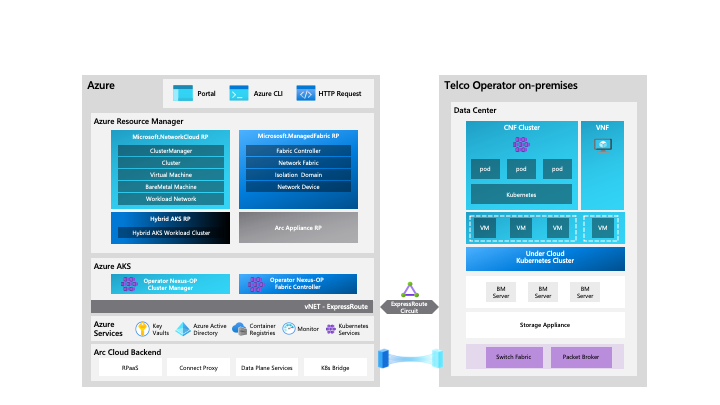 Azure
Portal
Azure CLI
HTTP Request
Azure Resource Manager
Microsoft.NetworkCloud RP
ClusterManager
Cluster
Virtual Machine
BareMetal Machine
Workload Network
Microsoft.ManagedFabric RP
Fabric Controller
Network Fabric
Isolation Domain
Network Device
Hybrid AKS RP
Hybrid AKS Workload Cluster
Arc Appliance RP
Azure AKS
Operator Nexus-OP
Cluster Manager
Operator Nexus-OP
Fabric Controller
vNET - ExpressRoute
Azure
Services
Key
Vaults
Azure Active
Directory
Container
Registries
Monitor
Kubernetes
Services
Arc Cloud Backend
RPaaS
Connect Proxy
Data Plane Services
K8s Bridge
ExpressRoute
Circuit
Telco Operator on-premises
Data Center
CNF Cluster
pod
pod
pod
Kubernetes
VNF
VM
VM
VM
VM
Under Cloud
Kubernetes Cluster
BM
Server
BM
Server
BM
Server
Storage Appliance
Switch Fabric
Packet Broker